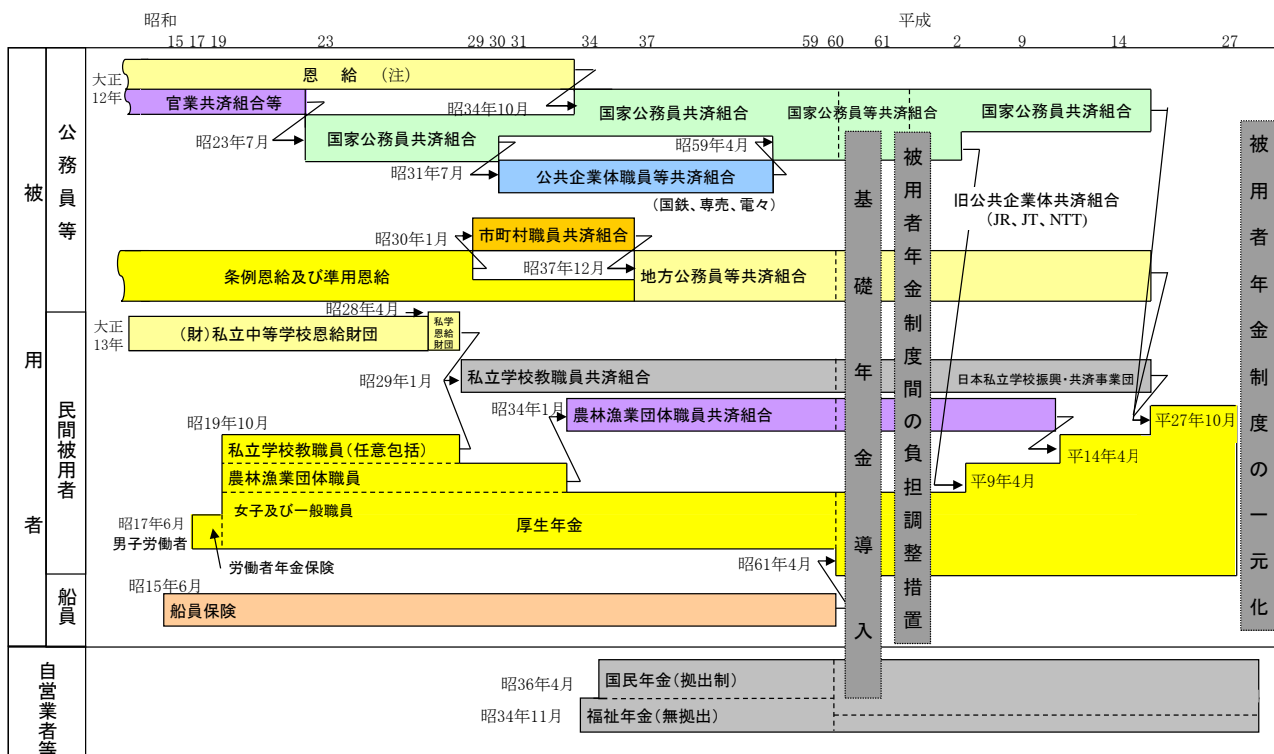 昭和
平成
15 17 19 23 29 30 31 34 37 59 60 61 2 9 14 27
被用者
公務員等
大正12年
恩 給 (注)
官業共済組合等
昭34年10月
国家公務員共済組合
国家公務員等共済組合
国家公務員共済組合
昭23年7月
国家公務員共済組合
昭59年4月
昭31年7月
公共企業体職員等共済組合
(国鉄、専売、電々)
旧公共企業体共済組合
(JR、JT、NTT)
昭30年1月
市町村職員共済組合
昭37年12月
条例恩給及び準用恩給
地方公務員等共済組合
民間被用者
昭28年4月
大正13年
(財)私立中等学校恩給財団
私学
恩給
財団
昭29年1月
私立学校教職員共済組合
日本私立学校振興・共済事業団
昭34年1月
農林漁業団体職員共済組合
昭19年10月
私立学校教職員(任意包括)
農林漁業団体職員
女子及び一般職員
厚生年金
昭17年6月
男子労働者
労働者年金保険
平27年10月
平14年4月
平9年4月
昭61年4月
船員
昭15年6月
船員保険
基礎年金導入
被用者年金制度間の負担調整措置
被用者年金制度の一元化
自営業者等
昭36年4月
国民年金(拠出制)
昭34年11月
福祉年金(無拠出)